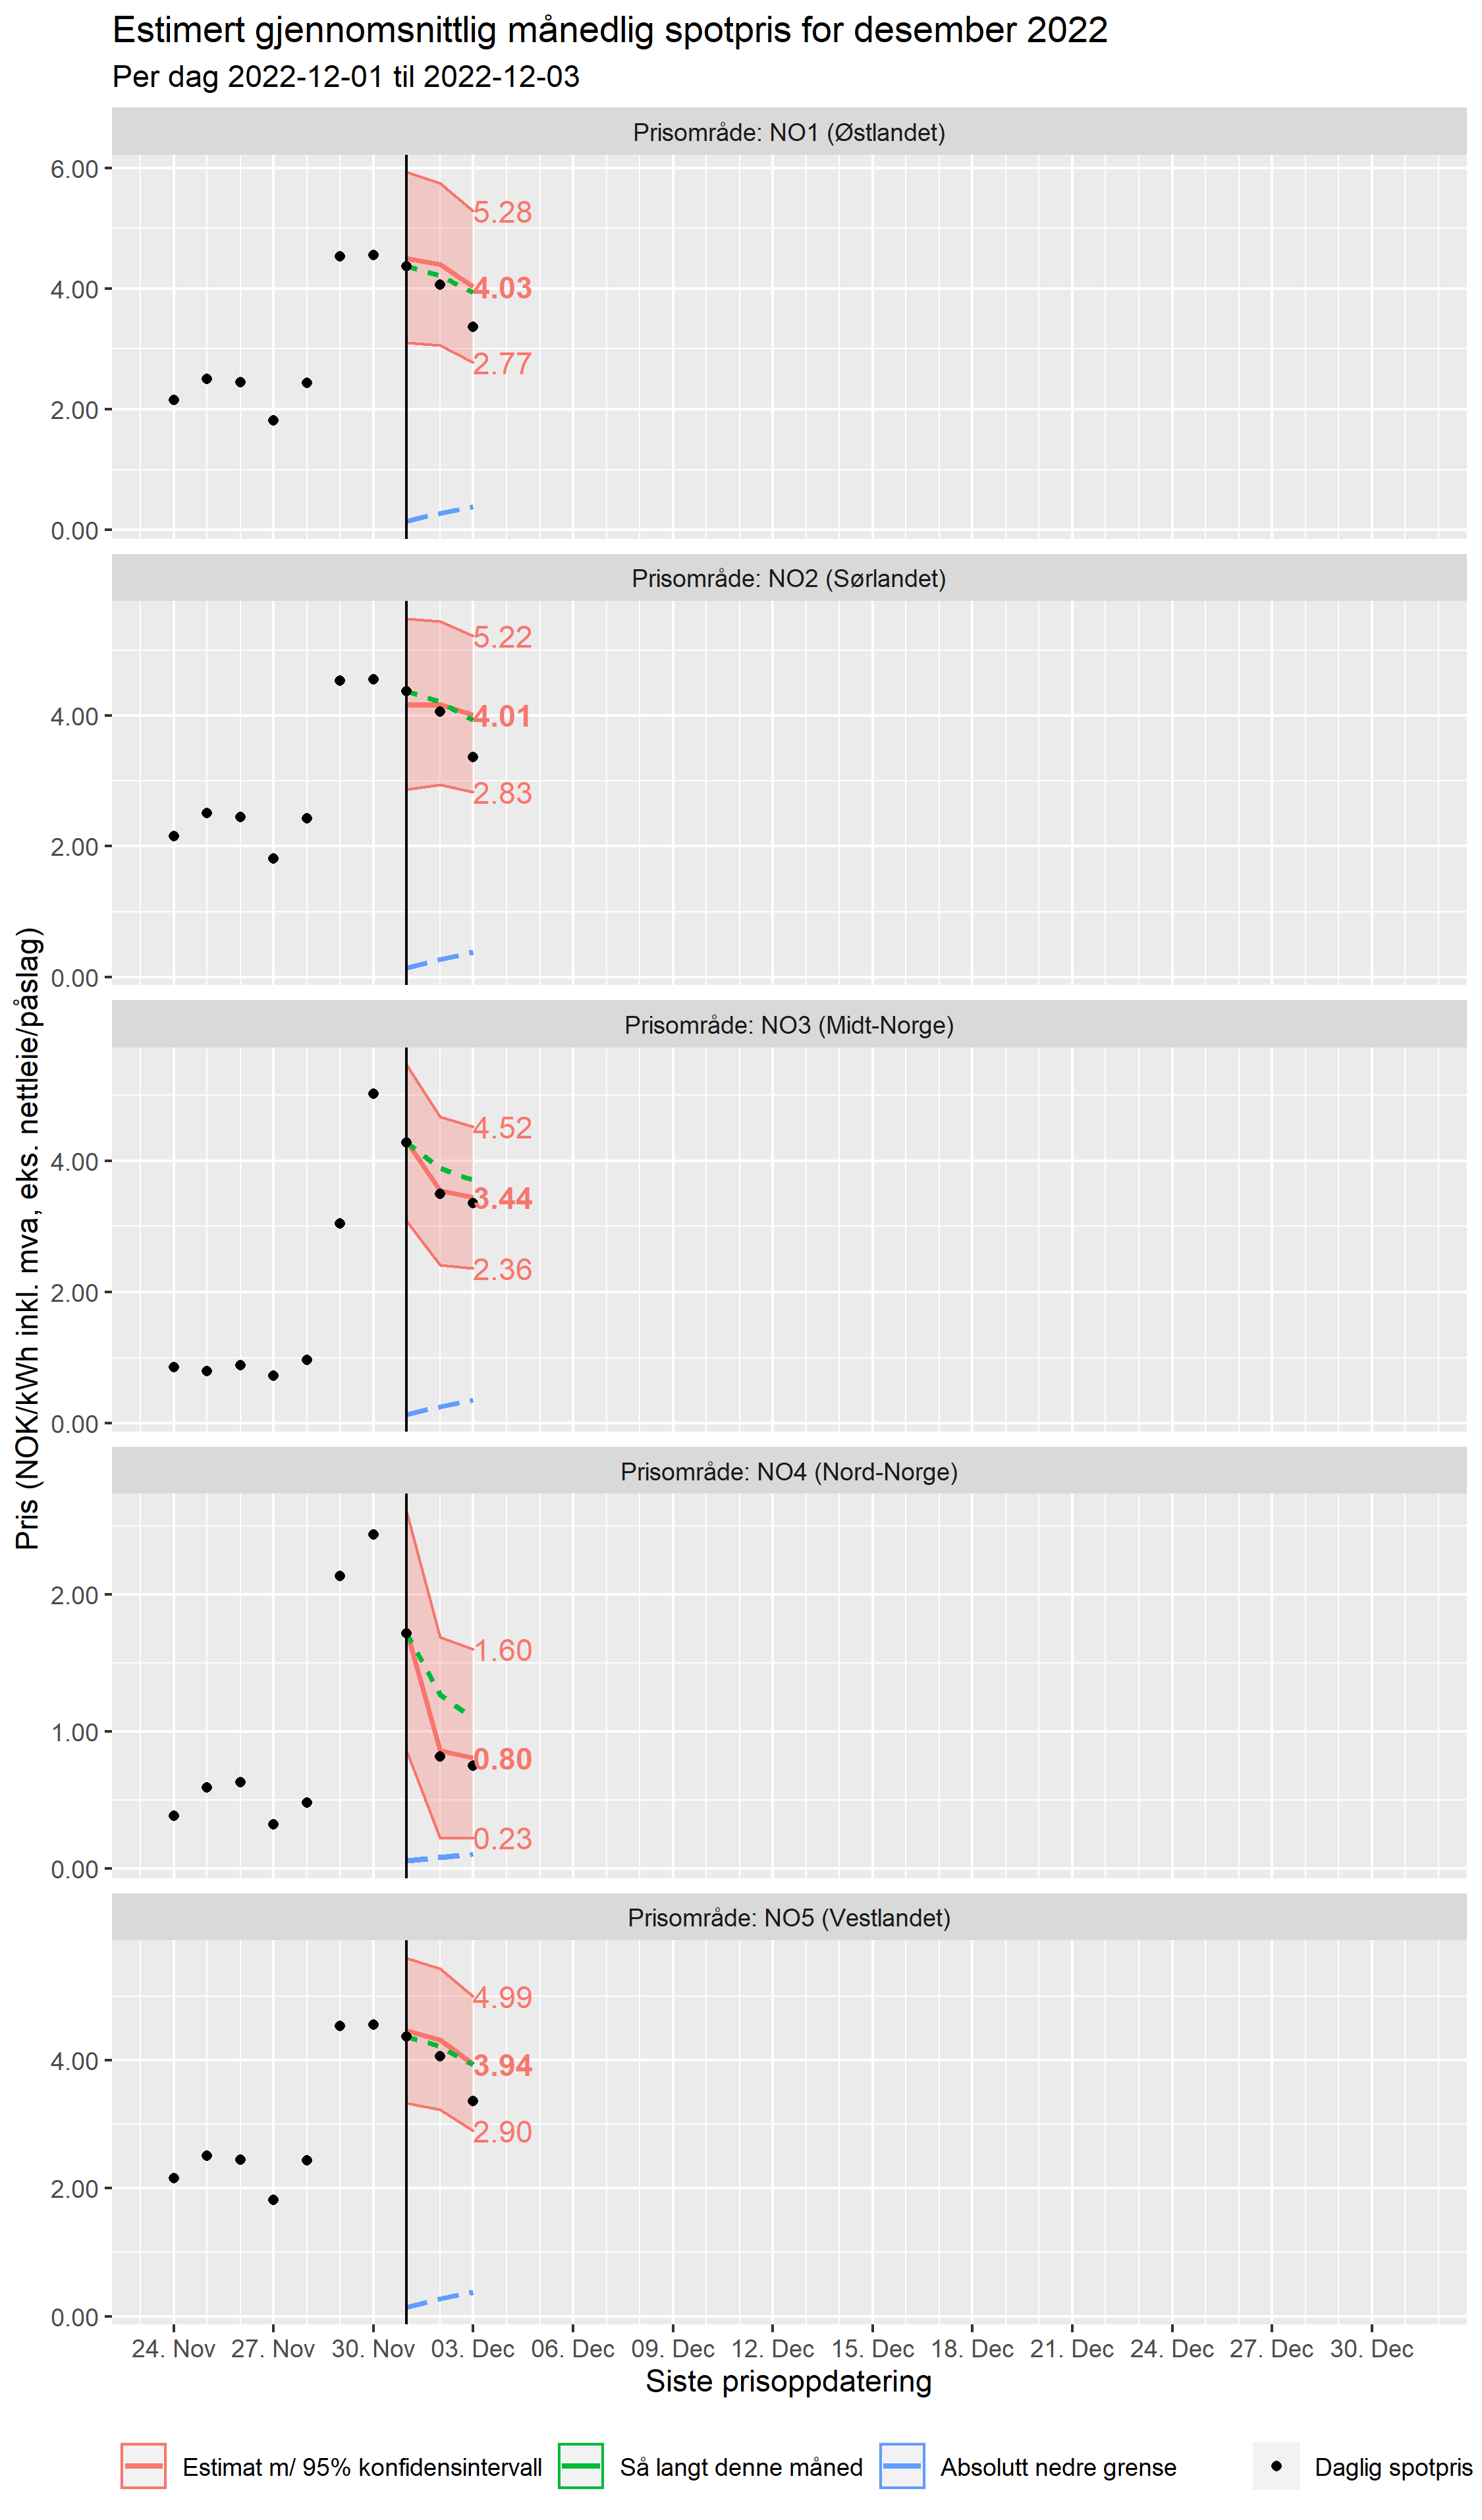 Estimert gjennomsnittlig månedlig spotpris for desember 2022
Per dag 2022-12-01 til 2022-12-03
Pris (NOK/kWh inkl. mva, eks. nettleie/påslag)
Prisområde: NO1 (Østlandet)
6.00
4.00
2.00
0.00
5.28
4.03
2.77
Prisområde: NO2 (Sørlandet)
4.00
2.00
0.00
5.22
4.01
2.83
Prisområde: NO3 (Midt-Norge)
4.00
2.00
0.00
4.52
3.44
2.36
Prisområde: NO4 (Nord-Norge)
2.00
1.00
0.00
1.60
0.80
0.23
Prisområde: NO5 (Vestlandet)
4.00
2.00
0.00
4.99
3.94
2.90
24. Nov 27. Nov 30. Nov 03. Dec 06. Dec 09. Dec 12. Dec 15. Dec 18. Dec 21. Dec 24. Dec 27. Dec 30. Dec
Siste prisoppdatering
Estimat m/ 95% konfidensintervall Så langt denne måned Absolutt nedre grense Daglig spotpris